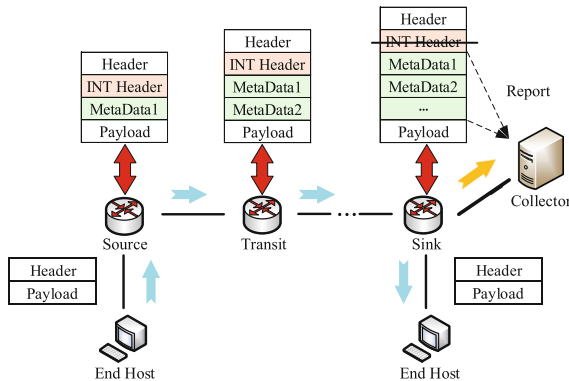 Header
INT Header
MetaData1
Payload
Header
INT Header
MetaData1
MetaData2
Payload
Header
INT Header
MetaData1
MetaData2
...
Payload
Report
Collector
Source
Transit
...
Sink
Header
Payload
Header
Payload
End Host
End Host